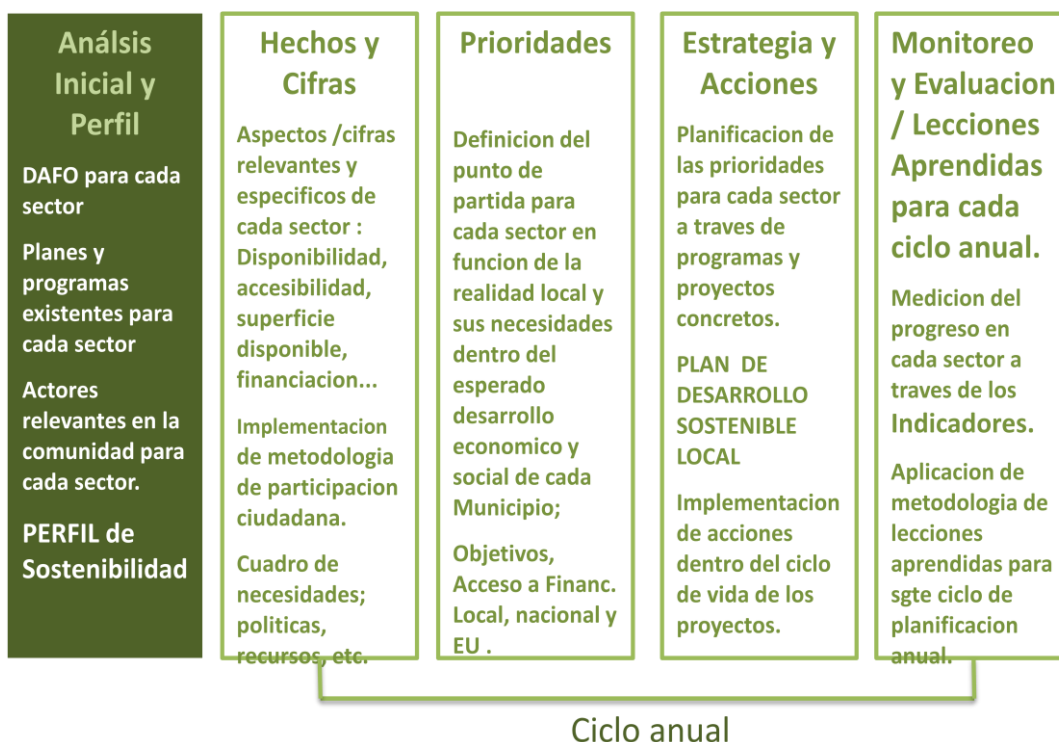 Análsis
Inicial y
Perfil
DAFO para cada
sector
Planes y
programas
existentes para
cada sector
Actores
relevantes en la
comunidad para
cada sector.
PERFIL de
Sostenibilidad
Hechos y
Cifras
Aspectos /cifras
relevantes y
especificos de
cada sector :
Disponibilidad,
accesibilidad,
superficie
disponible,
financiacion...
Implementacion
de metodologia
de participacion
ciudadana.
Cuadro de
necesidades;
politicas,
recursos, etc.
Prioridades
Definicion del
punto de
partida para
cada sector en
funcion de la
realidad local y
sus necesidades
dentro del
esperado
desarrollo
economico y
social de cada
Municipio;
Objetivos,
Acceso a Financ.
Local, nacional y
EU .
Estrategia y
Acciones
Planificacion de
las prioridades
para cada sector
a traves de
programas y
proyectos
concretos.
PLAN DE
DESARROLLO
SOSTENIBLE
LOCAL
Implementacion
de acciones
dentro del ciclo
de vida de los
proyectos.
Monitoreo
y Evaluacion
/ Lecciones
Aprendidas
para cada
ciclo anual.
Medicion del
progreso en
cada sector a
traves de los
Indicadores.
Aplicacion de
metodologia de
lecciones
aprendidas para
sgte ciclo de
planificacion
anual.
Ciclo anual